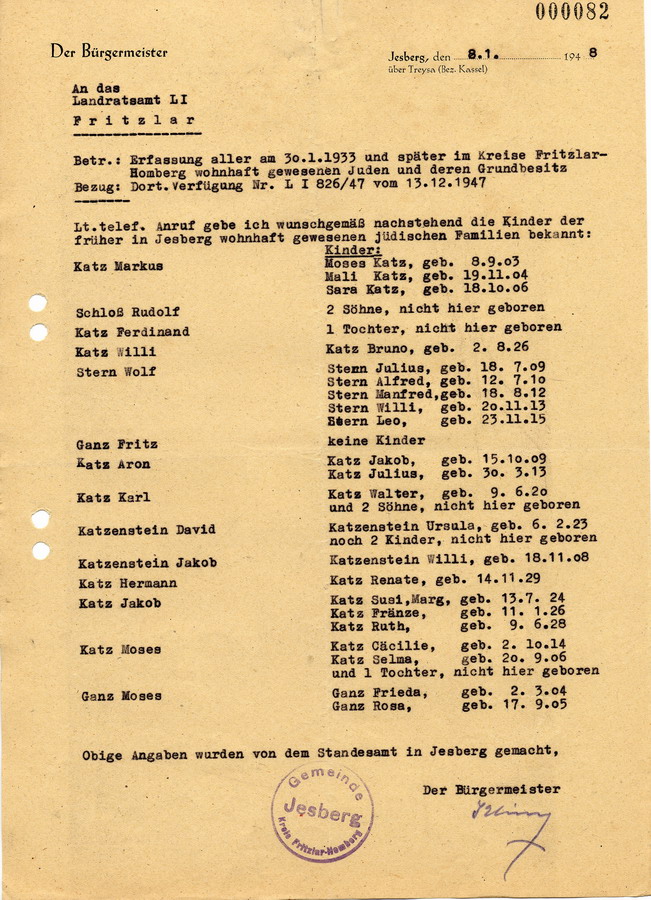 000082
Der Bürgermeister
Jesberg, den 8.1. 1948
über Treysa (Bez. Kassel)
An das
Landratsamt LI
F r i t z l a r
Betr.: Erfassung aller am 30.1.1933 und später im Kreise Fritzlar-
Homberg wohnhaft gewesenen Juden und deren Grundbesitz
Bezug: Dort.Verfügung Nr. L I 826/47 vom 13.12.1947
Lt.telef. Anruf gebe ich wunschgemäß nachstehend die Kinder der
früher in Jesberg wohnhaft gewesenen jüdischen Familien bekannt:
Kinder:
Katz Markus Moses Katz, geb. 8.9.03
Mali Katz, geb. 19.11.04
Sara Katz, geb. 18.10.06
Schloß Rudolf 2 Söhne, nicht hier geboren
Katz Ferdinand 1 Tochter, nicht hier geboren
Katz Willi Katz Bruno, geb. 2. 8.26
Stern Wolf Stern Julius, geb. 18. 7.09
Stern Alfred, geb. 12. 7.10
Stern Manfred,geb. 18. 8.12
Stern Willi, geb. 20.11.13
Stern Leo, geb. 23.11.15
Ganz Fritz keine Kinder
Katz Aron Katz Jakob, geb. 15.10.09
Katz Julius, geb. 30. 3.13
Katz Karl Katz Walter, geb. 9. 6.20
und 2 Söhne, nicht hier geboren
Katzenstein David Katzenstein Ursula, geb. 6. 2.23
noch 2 Kinder, nicht hier geboren
Katzenstein Jakob Katzenstein Willi, geb. 18.11.08
Katz Hermann Katz Renate, geb. 14.11.29
Katz Jakob Katz Susi,Marg, geb. 13.7. 24
Katz Fränze, geb. 11. 1.26
Katz Ruth, geb. 9. 6.28
Katz Moses Katz Cäcilie, geb. 2. 10.14
Katz Selma, geb. 20. 9.06
und 1 Tochter, nicht hier geboren
Ganz Moses Ganz Frieda, geb. 2. 3.04
Ganz Rosa, geb. 17. 9.05
Obige Angaben wurden von dem Standesamt in Jesberg gemacht,
Der Bürgermeister
Gemeinde
Jesberg
Kreis Fritzlar-Homberg